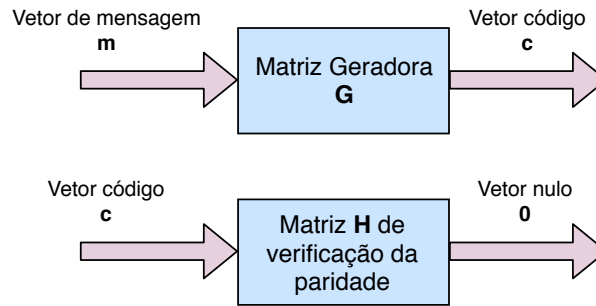 Vetor de mensagem
m
Matriz Geradora
G
Vetor código
c
Vetor código
c
Matriz H de
verificação da
paridade
Vetor nulo
0